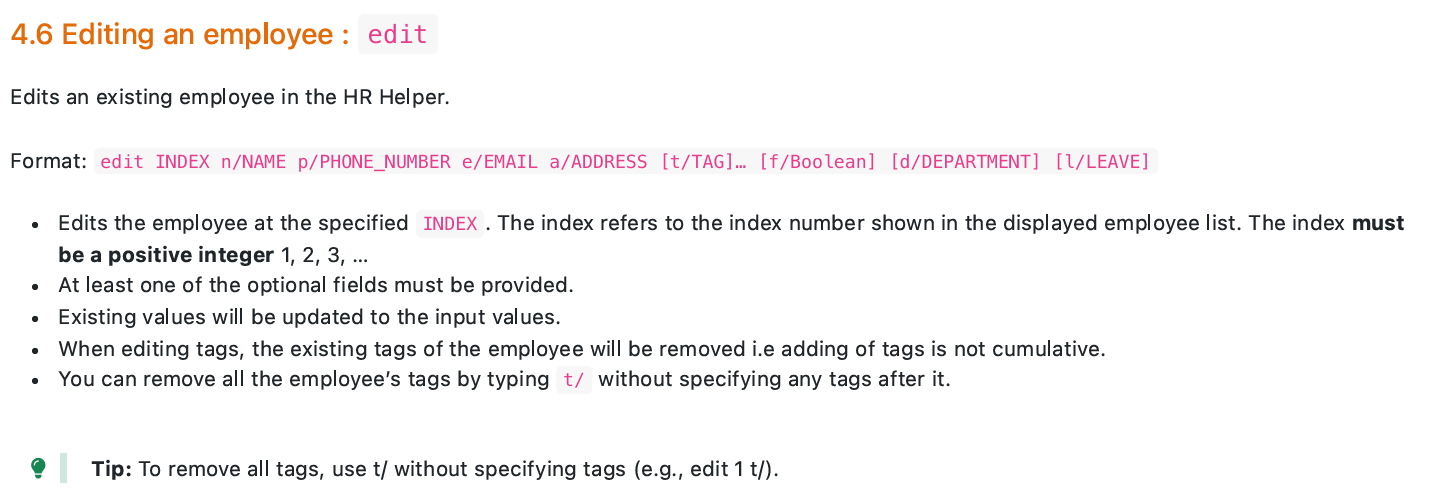 4.6 Editing an employee : edit
Edits an existing employee in the HR Helper.
Format: edit INDEX n/NAME p/PHONE_NUMBER e/EMAIL a/ADDRESS [t/TAG]… [f/Boolean] [d/DEPARTMENT] [l/LEAVE]
• Edits the employee at the specified INDEX . The index refers to the index number shown in the displayed employee list. The index must
be a positive integer 1, 2, 3, …
• At least one of the optional fields must be provided.
• Existing values will be updated to the input values.
• When editing tags, the existing tags of the employee will be removed i.e adding of tags is not cumulative.
• You can remove all the employee’s tags by typing t/ without specifying any tags after it.
Tip: To remove all tags, use t/ without specifying tags (e.g., edit 1 t/).